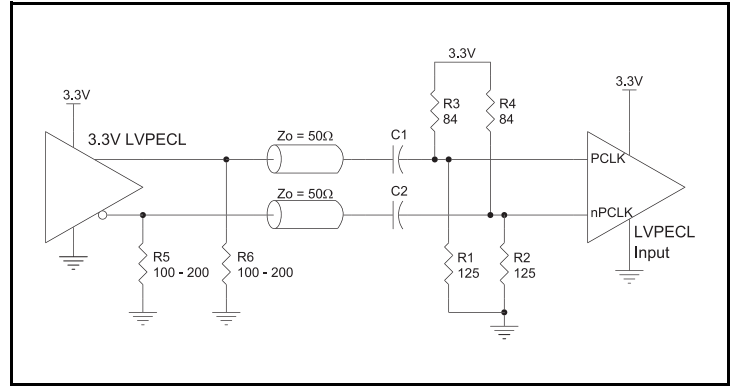 3.3V
3.3V
3.3V
R3
84
R4
84
3.3V LVPECL
Zo = 50Ω
C1
PCLK
Zo = 50Ω
C2
nPCLK
LVPECL
Input
R5
100 - 200
R6
100 - 200
R1
125
R2
125